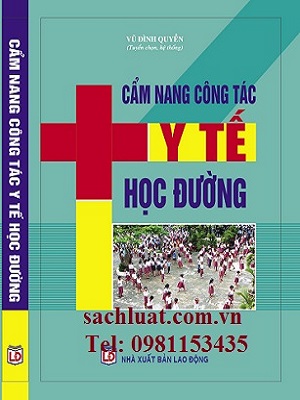 VŨ ĐÌNH QUYỀN
(Tuyển chọn, hệ thống)
CẨM NANG CÔNG TÁC
Y TẾ
HỌC ĐƯỜNG
sachluat.com.vn
Tel: 0981153435
NHÀ XUẤT BẢN LAO ĐỘNG
CẨM NANG CÔNG TÁC Y TẾ HỌC ĐƯỜNG
LĐ
LĐ